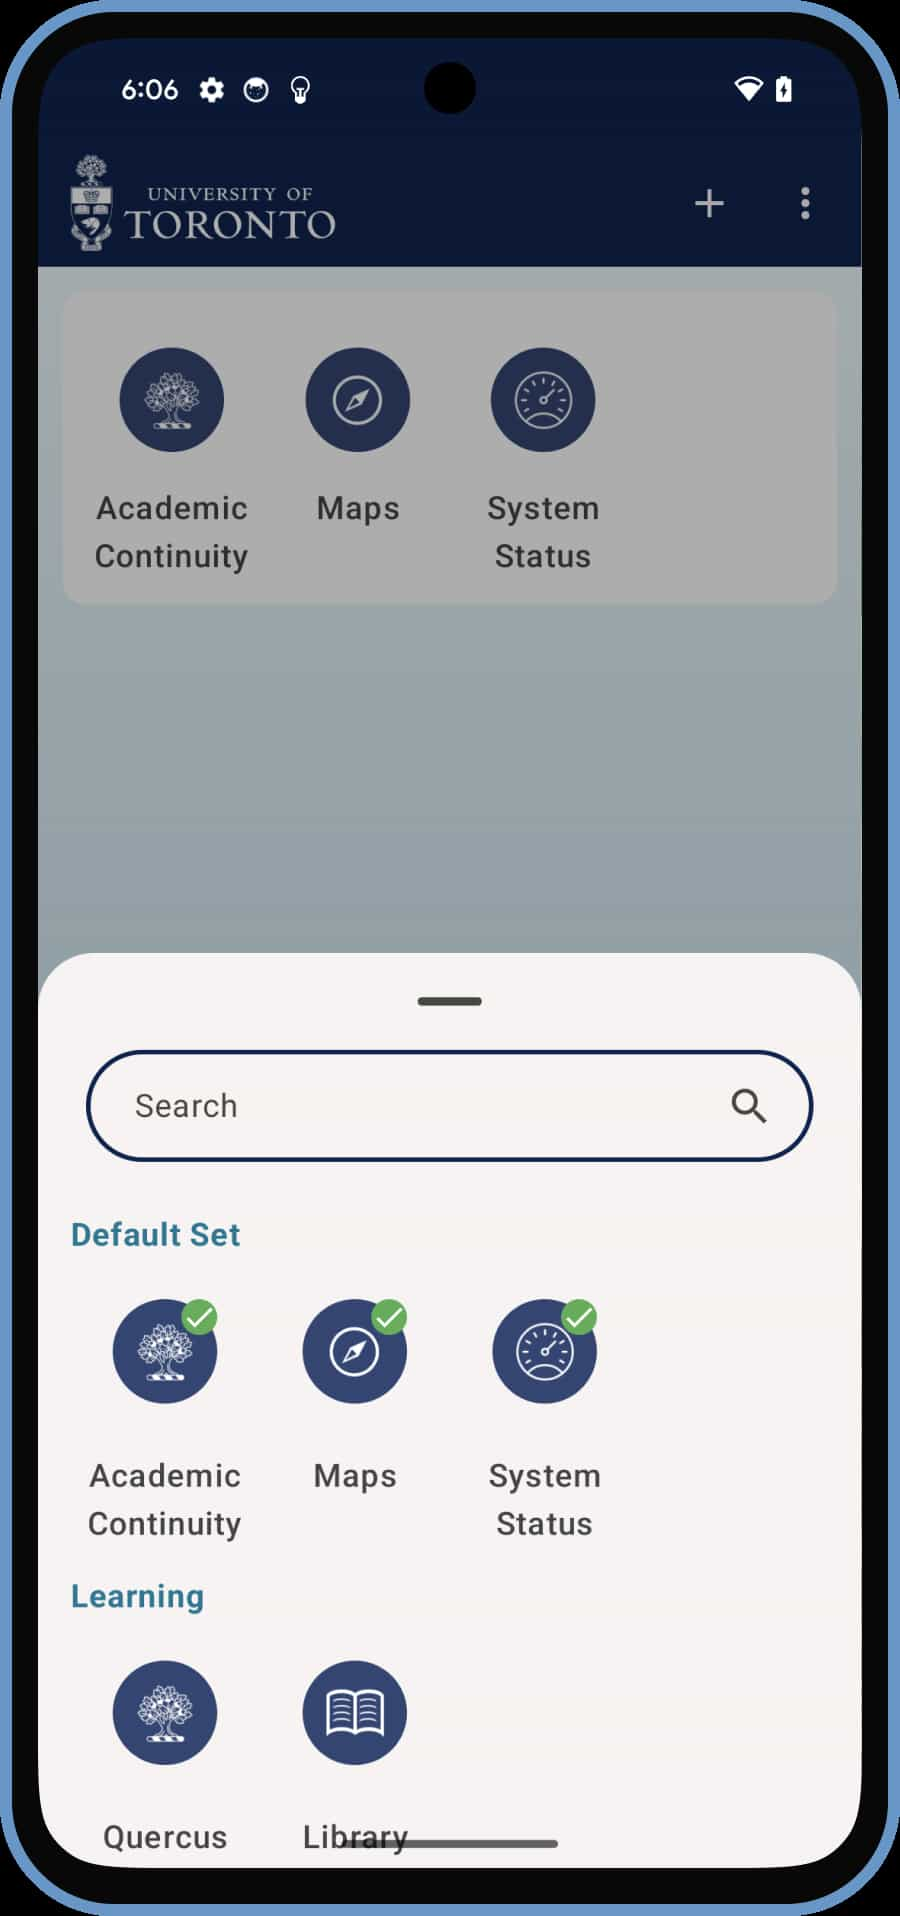 6:06
UNIVERSITY OF
TORONTO
Academic
Continuity
Maps
System
Status
Search
Default Set
Academic
Continuity
Maps
System
Status
Learning
Quercus
Library